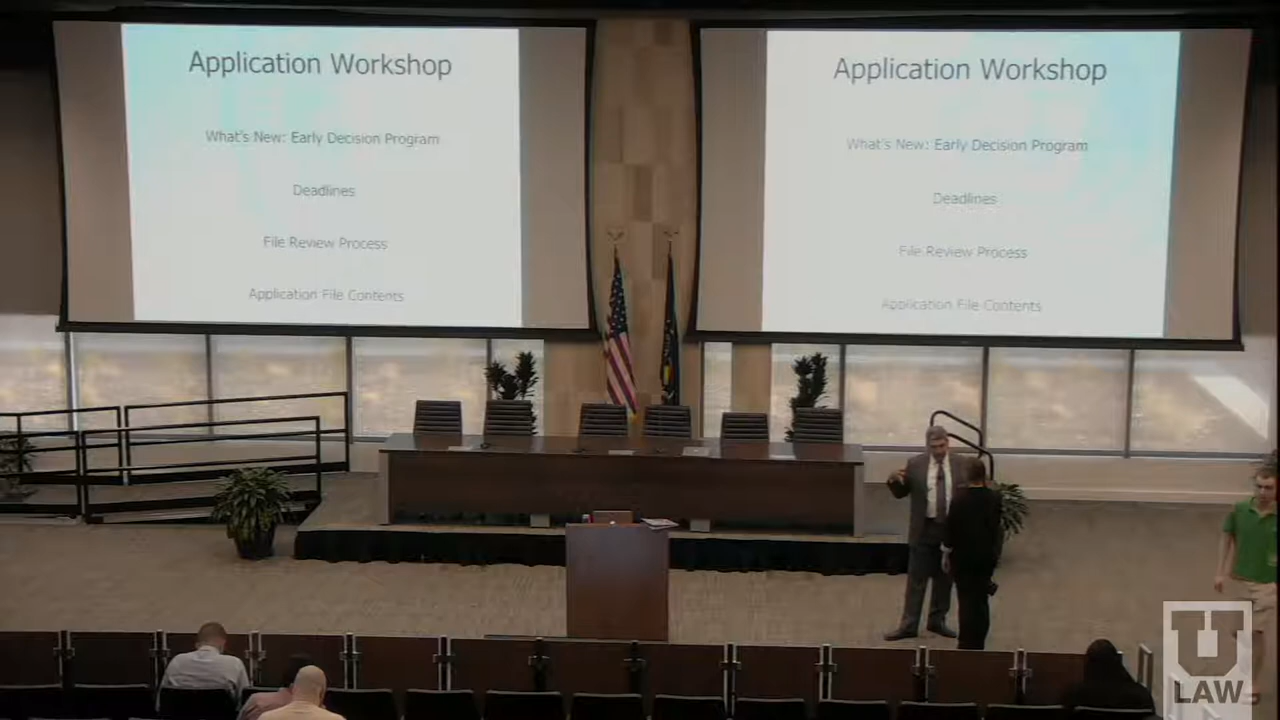 Application Workshop
What's New: Early Decision Program
Deadlines
File Review Process
Application File Contents
Application Workshop
What's New: Early Decision Program
Deadlines
File Review Process
Application File Contents
U
LAW